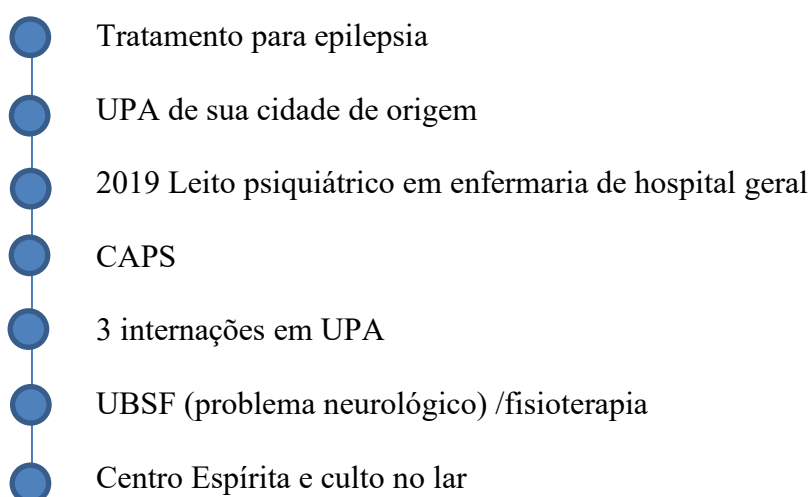 Tratamento para epilepsia
UPA de sua cidade de origem
2019 Leito psiquiátrico em enfermaria de hospital geral
CAPS
3 internações em UPA
UBSF (problema neurológico) /fisioterapia
Centro Espírita e culto no lar